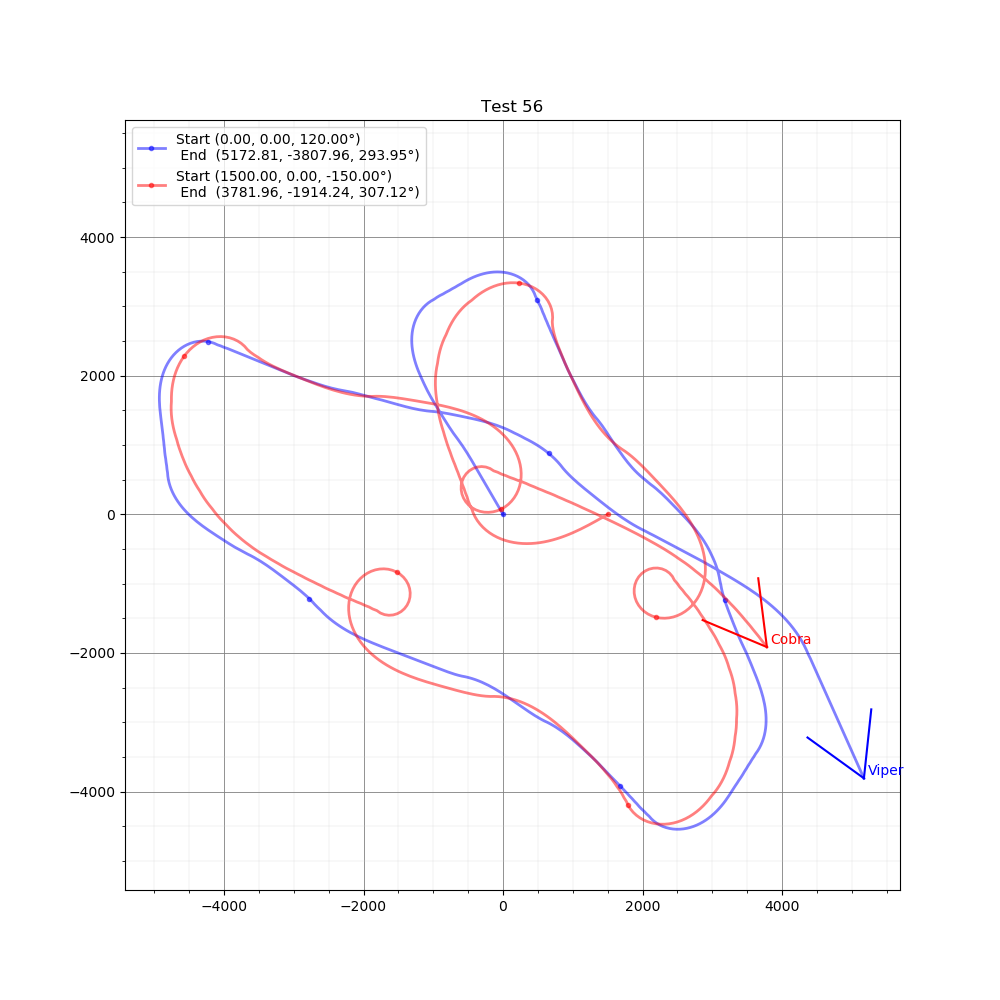 Test 56
Start (0.00, 0.00, 120.00°)
End  (5172.81, -3807.96, 293.95°)
Start (1500.00, 0.00, -150.00°)
End  (3781.96, -1914.24, 307.12°)
4000
2000
0
−2000
−4000
Cobra
Viper
−4000 −2000 0 2000 4000